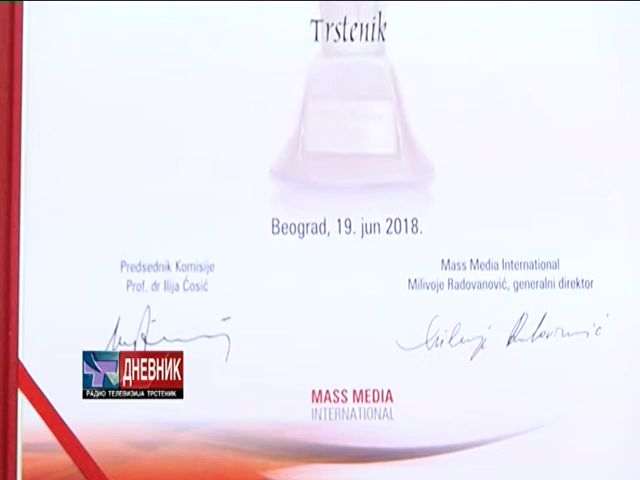 Trstenik
Beograd, 19. jun 2018.
Predsednik Komisije
Prof. dr Ilija Ćosić
Mass Media International
Milivoje Radovanović, generalni direktor
ДНЕВНИК
РАДИО ТЕЛЕВИЗИЈА ТРСТЕНИК
MASS MEDIA
INTERNATIONAL